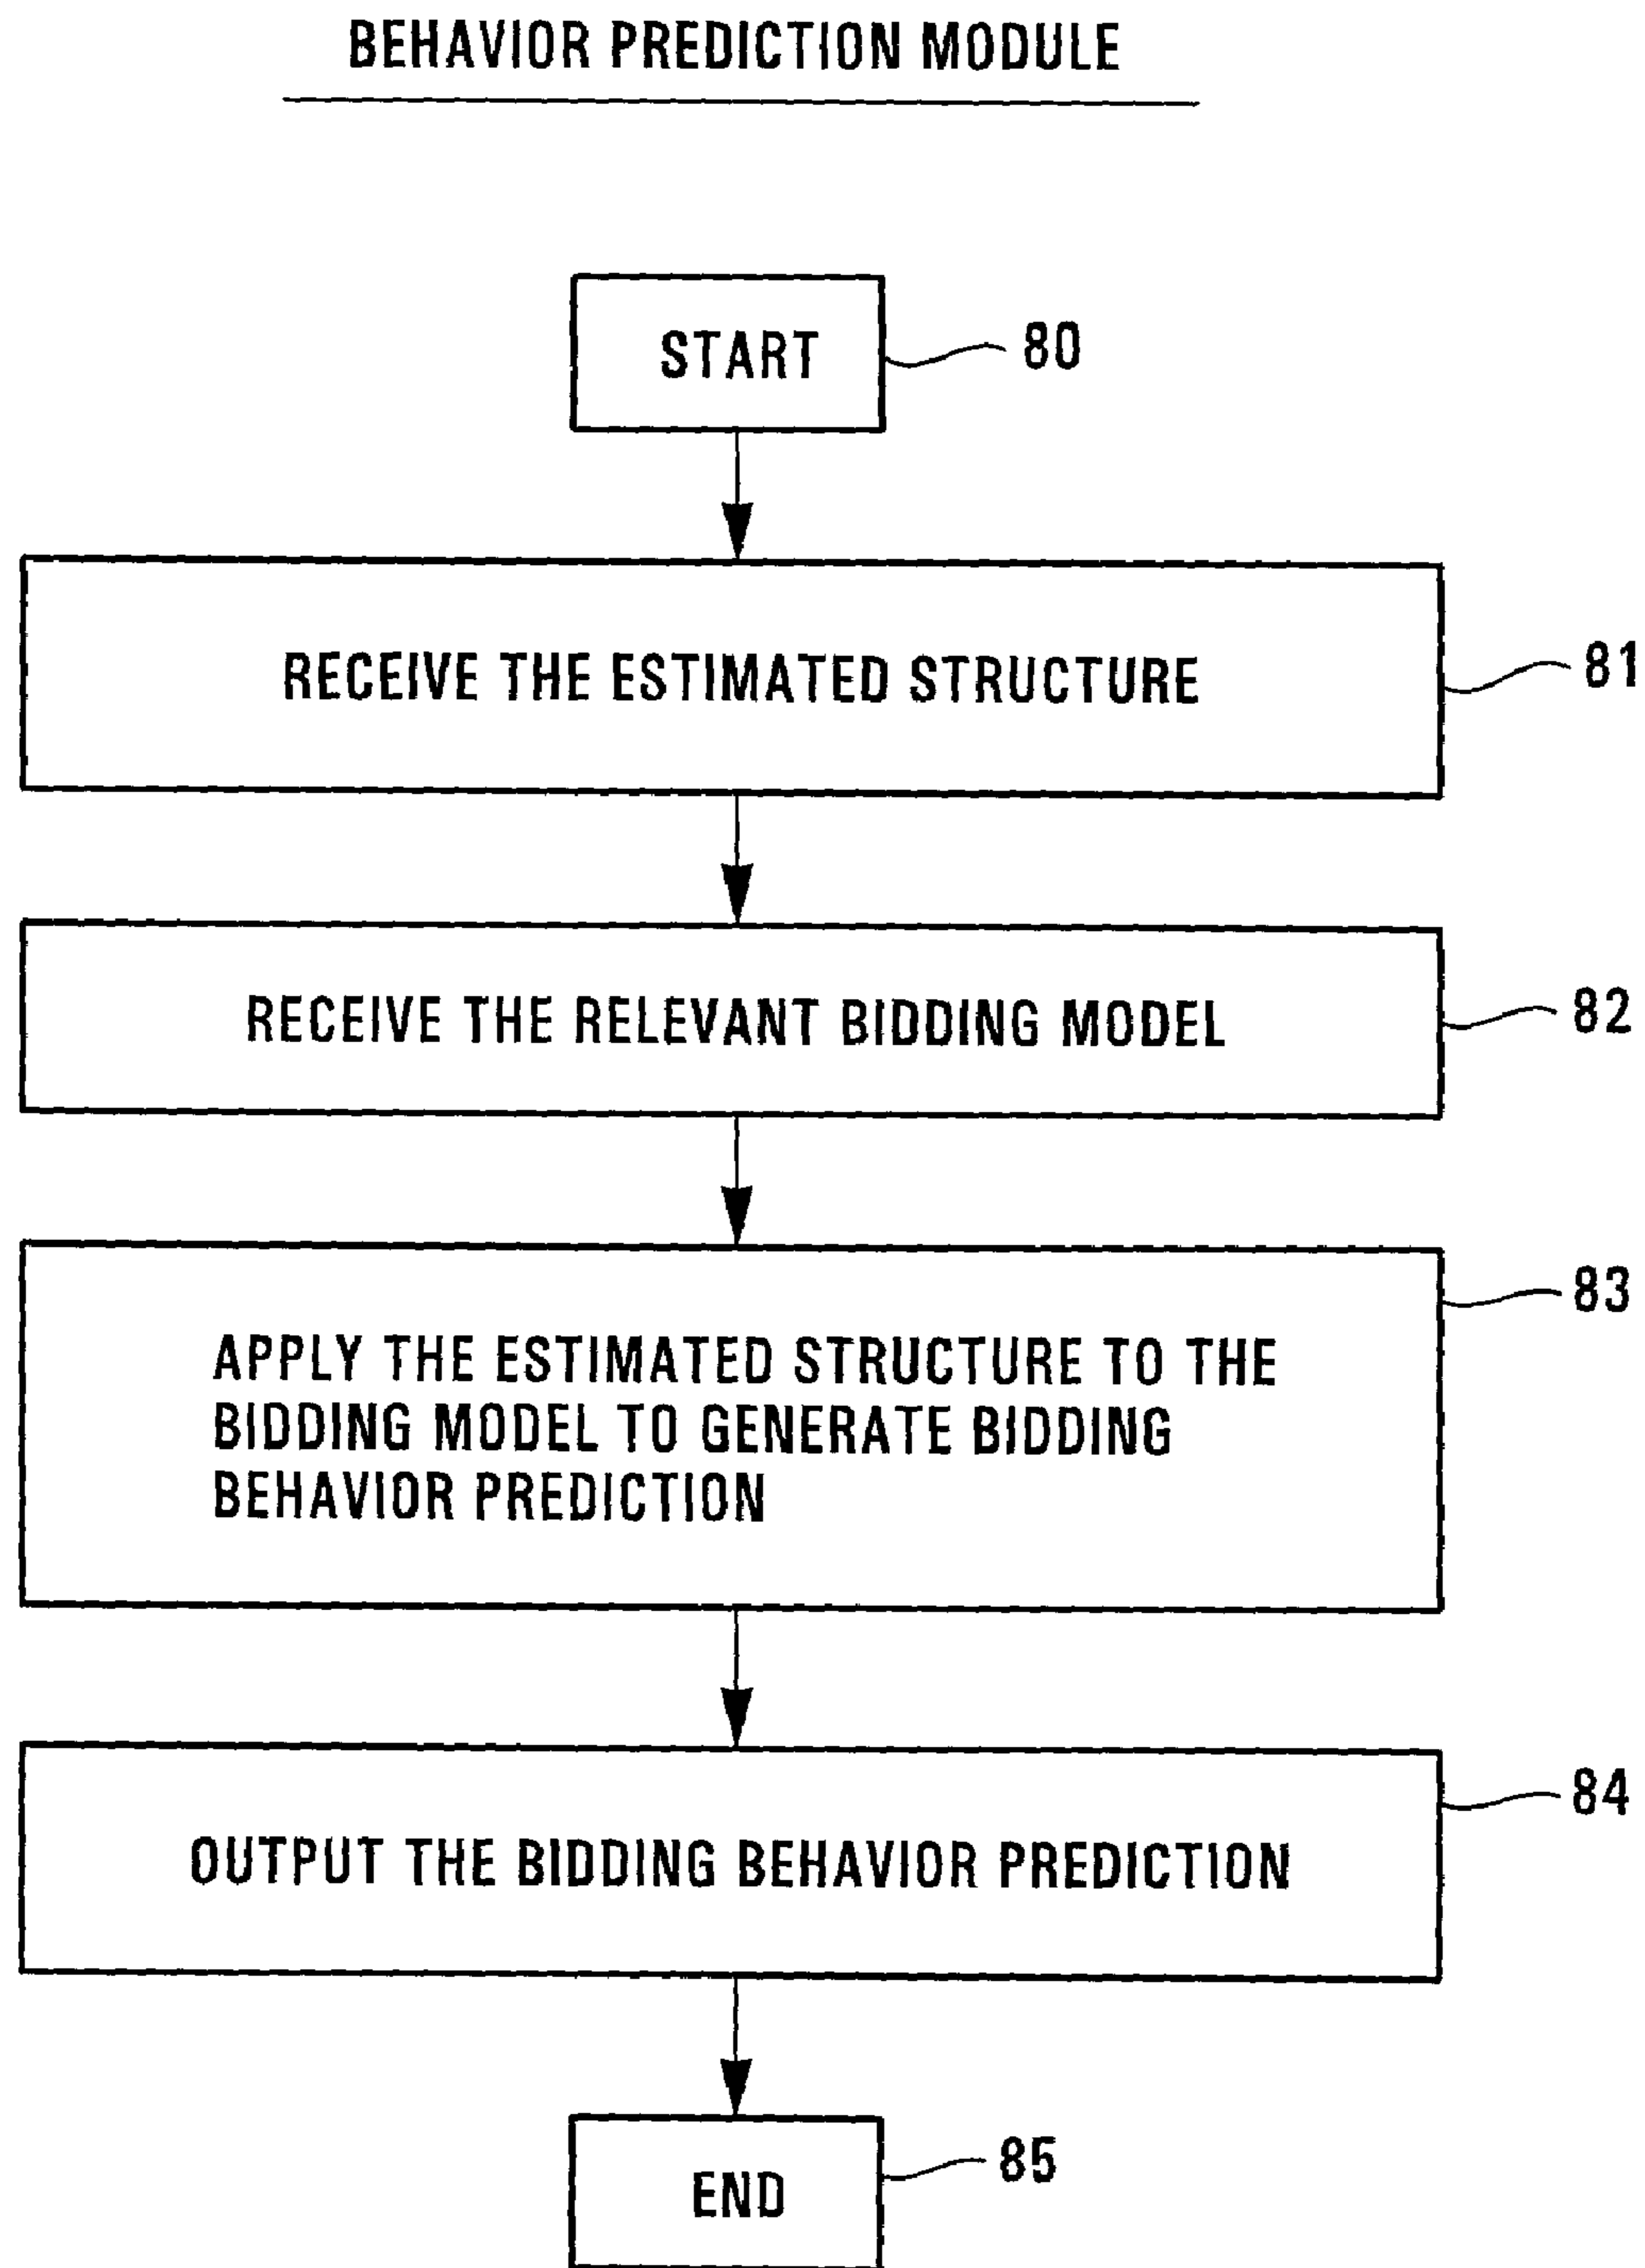 BEHAVIOR PREDICTION MODULE
START
80
RECEIVE THE ESTIMATED STRUCTURE
81
RECEIVE THE RELEVANT BIDDING MODEL
82
83
APPLY THE ESTIMATED STRUCTURE TO THE
BIDDING MODEL TO GENERATE BIDDING
BEHAVIOR PREDICTION
84
OUTPUT THE BIDDING BEHAVIOR PREDICTION
END
85